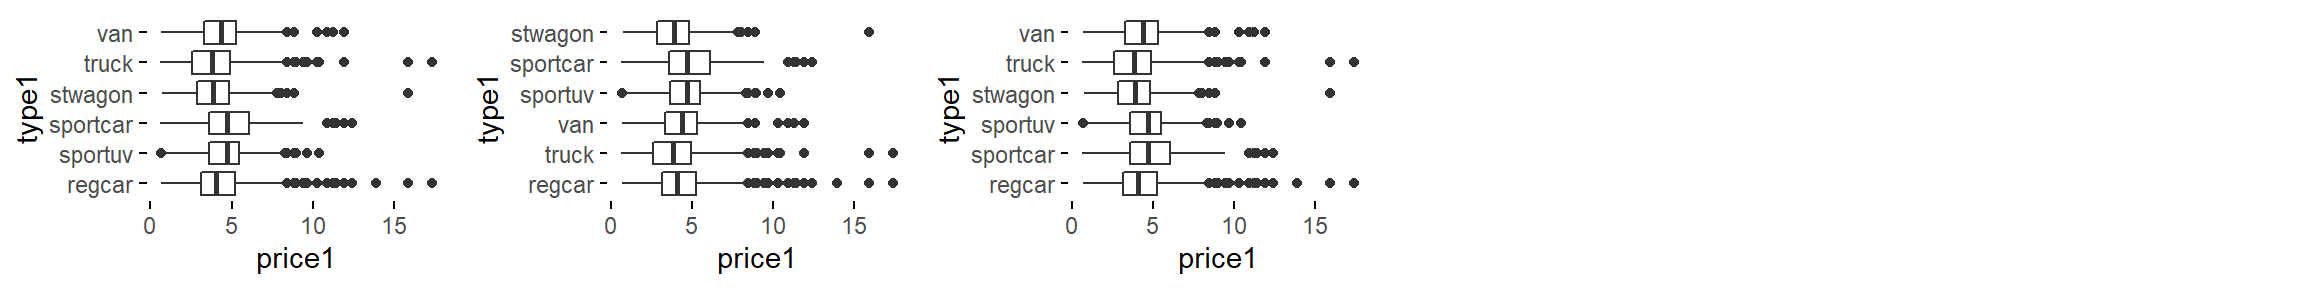 type1
van
truck
stwagon
sportcar
sportuv
regcar
0 5 10 15
price1
type1
stwagon
sportcar
sportuv
van
truck
regcar
0 5 10 15
price1
type1
van
truck
stwagon
sportuv
sportcar
regcar
0 5 10 15
price1